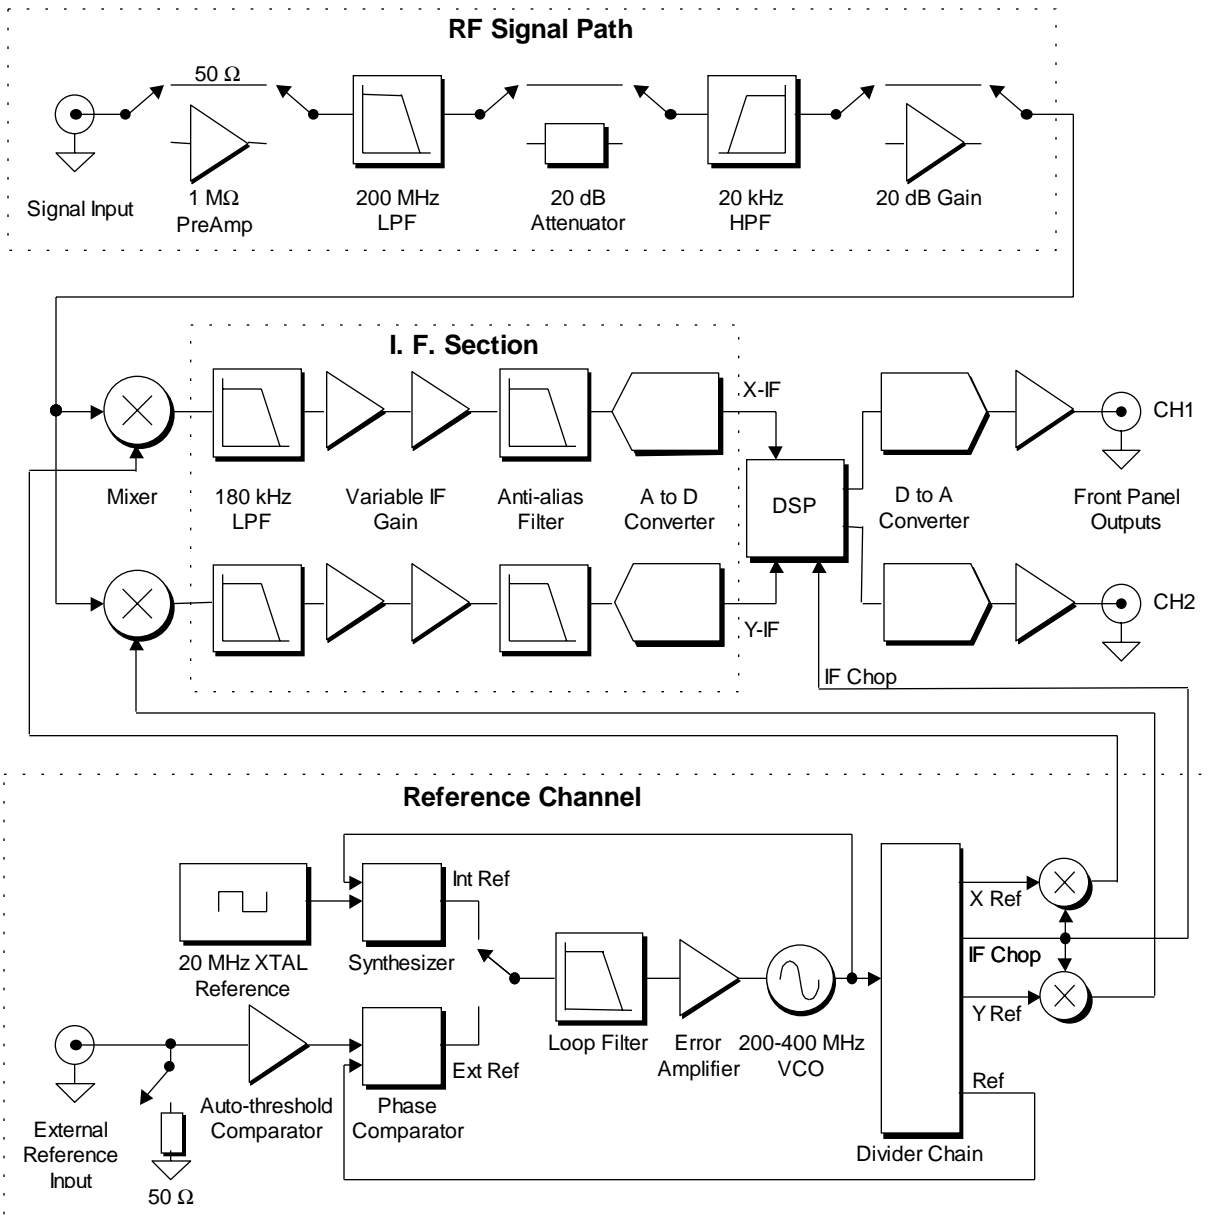 RF Signal Path
50 Ω
Signal Input
1 MΩ
PreAmp
200 MHz
LPF
20 dB
Attenuator
20 kHz
HPF
20 dB Gain
I. F. Section
X-IF
CH1
Mixer
180 kHz
LPF
Variable IF
Gain
Anti-alias
Filter
A to D
Converter
DSP
D to A
Converter
Front Panel
Outputs
Y-IF
CH2
IF Chop
Reference Channel
Int Ref
X Ref
20 MHz XTAL
Reference
Synthesizer
IF Chop
Y Ref
Loop Filter
Error
Amplifier
200-400 MHz
VCO
Ext Ref
Ref
Auto-threshold
Comparator
Phase
Comparator
External
Reference
Input
50 Ω
Divider Chain